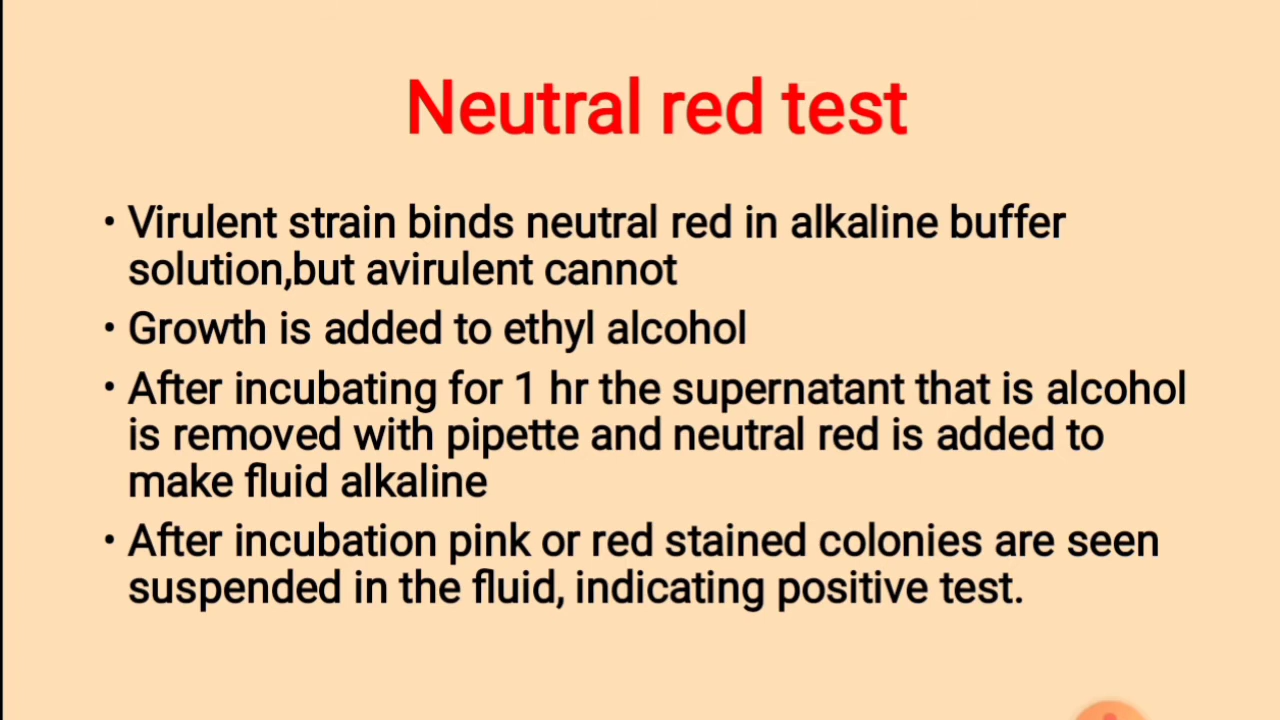 Neutral red test
• Virulent strain binds neutral red in alkaline buffer
solution,but avirulent cannot
• Growth is added to ethyl alcohol
• After incubating for 1 hr the supernatant that is alcohol
is removed with pipette and neutral red is added to
make fluid alkaline
• After incubation pink or red stained colonies are seen
suspended in the fluid, indicating positive test.